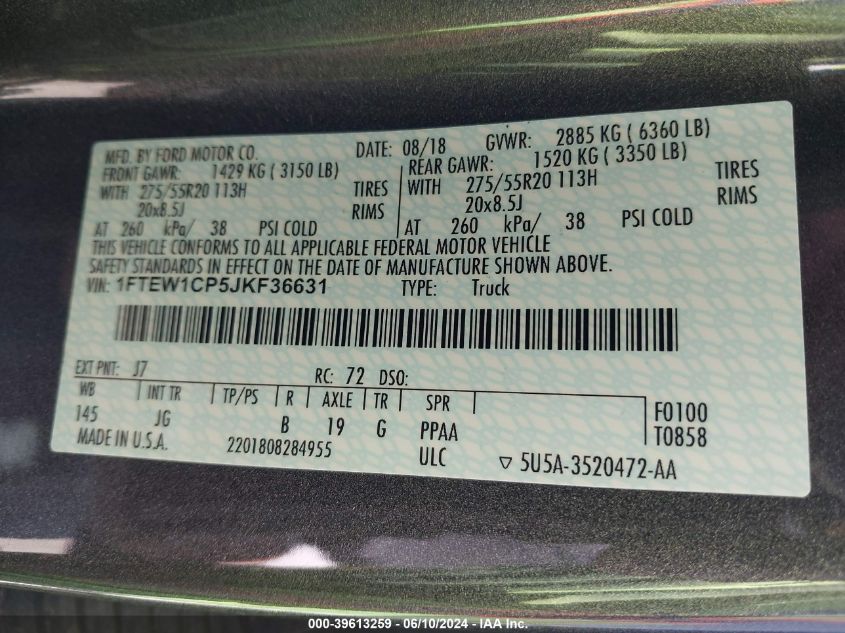 MFD. BY FORD MOTOR CO. DATE: 08/18 GVWR: 2885 KG ( 6360 LB)
FRONT GAWR: 1429 KG ( 3150 LB) REAR GAWR: 1520 KG ( 3350 LB)
WITH 275/55R20 113H TIRES WITH 275/55R20 113H TIRES
20x8.5J RIMS 20x8.5J RIMS
AT 260 kPa/ 38 PSI COLD AT 260 kPa/ 38 PSI COLD
THIS VEHICLE CONFORMS TO ALL APPLICABLE FEDERAL MOTOR VEHICLE
SAFETY STANDARDS IN EFFECT ON THE DATE OF MANUFACTURE SHOWN ABOVE.
VIN: 1FTEW1CP5JKF36631 TYPE: Truck
EXT PNT: J7 RC: 72 DSO:
WB INT TR TP/PS R AXLE TR SPR
145 JG B 19 G PPAA F0100
MADE IN U.S.A. 2201808284955 ULC T0858
▽ 5U5A-3520472-AA
000-39613259 - 06/10/2024 - IAA Inc.